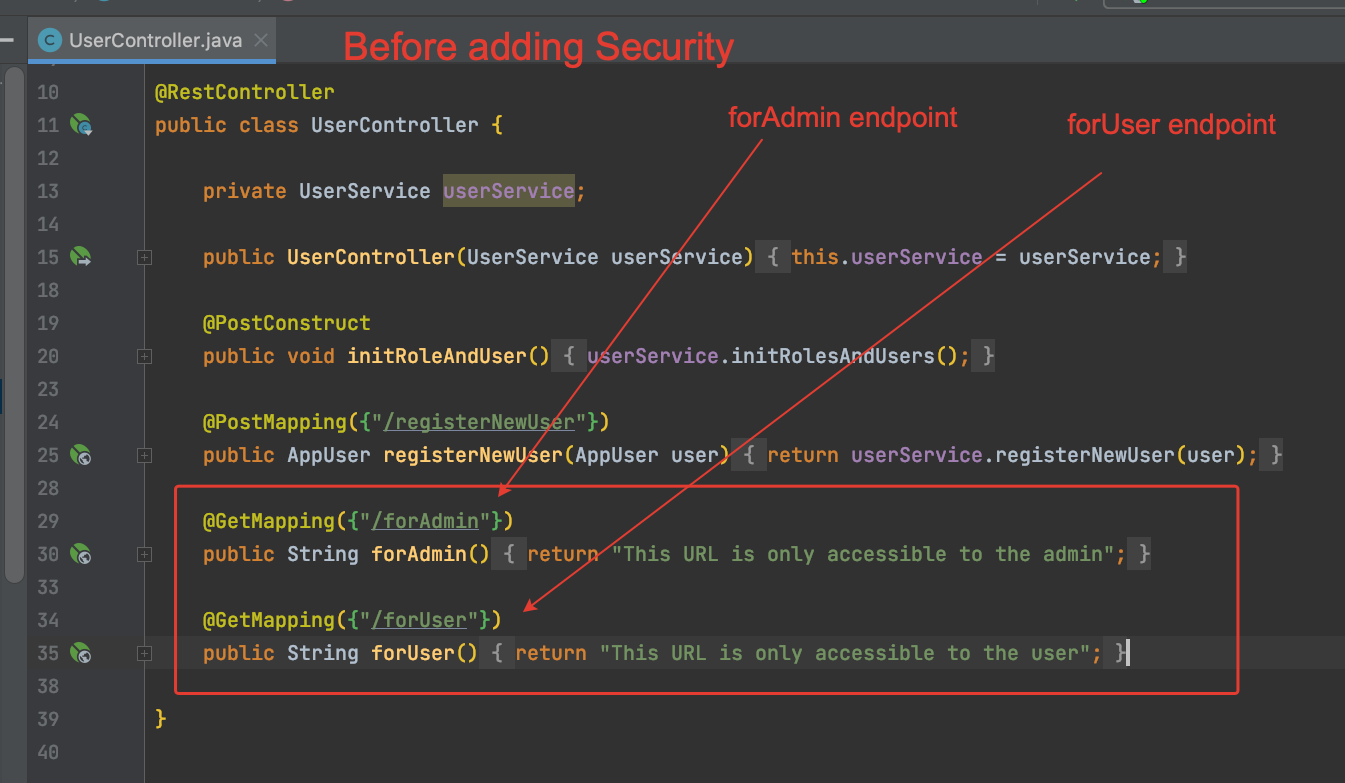 UserController.java
Before adding Security
forAdmin endpoint
forUser endpoint
10 @RestController
11 public class UserController {
12
13 private UserService userService;
14
15 public UserController(UserService userService) { this.userService = userService; }
18
19 @PostConstruct
20 public void initRoleAndUser() { userService.initRolesAndUsers(); }
23
24 @PostMapping({"/registerNewUser"})
25 public AppUser registerNewUser(AppUser user) { return userService.registerNewUser(user); }
28
29 @GetMapping({"/forAdmin"})
30 public String forAdmin() { return "This URL is only accessible to the admin"; }
33
34 @GetMapping({"/forUser"})
35 public String forUser() { return "This URL is only accessible to the user"; }
38
39 }
40